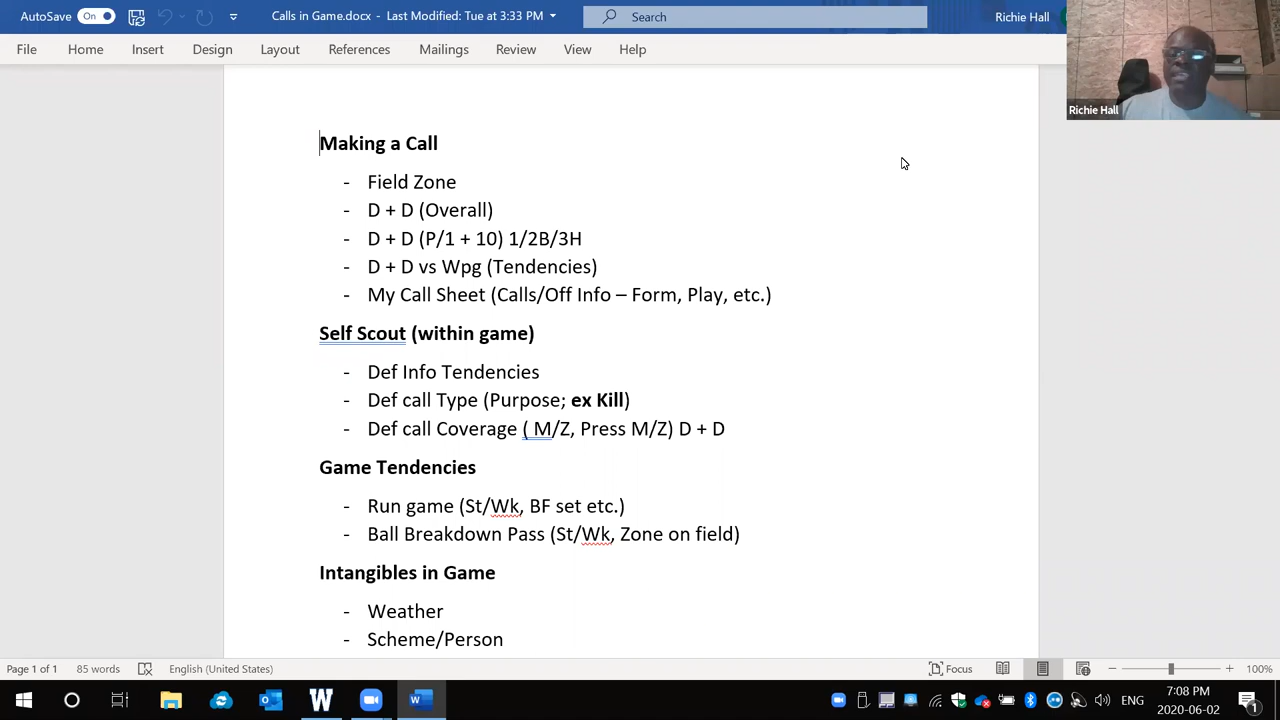 AutoSave On Calls in Game.docx - Last Modified: Tue at 3:33 PM Search Richie Hall
File Home Insert Design Layout References Mailings Review View Help
Richie Hall
Making a Call
- Field Zone
- D + D (Overall)
- D + D (P/1 + 10) 1/2B/3H
- D + D vs Wpg (Tendencies)
- My Call Sheet (Calls/Off Info – Form, Play, etc.)
Self Scout (within game)
- Def Info Tendencies
- Def call Type (Purpose; ex Kill)
- Def call Coverage ( M/Z, Press M/Z) D + D
Game Tendencies
- Run game (St/Wk, BF set etc.)
- Ball Breakdown Pass (St/Wk, Zone on field)
Intangibles in Game
- Weather
- Scheme/Person
Page 1 of 1 85 words English (United States) Focus 100%
ENG 7:08 PM
2020-06-02 1